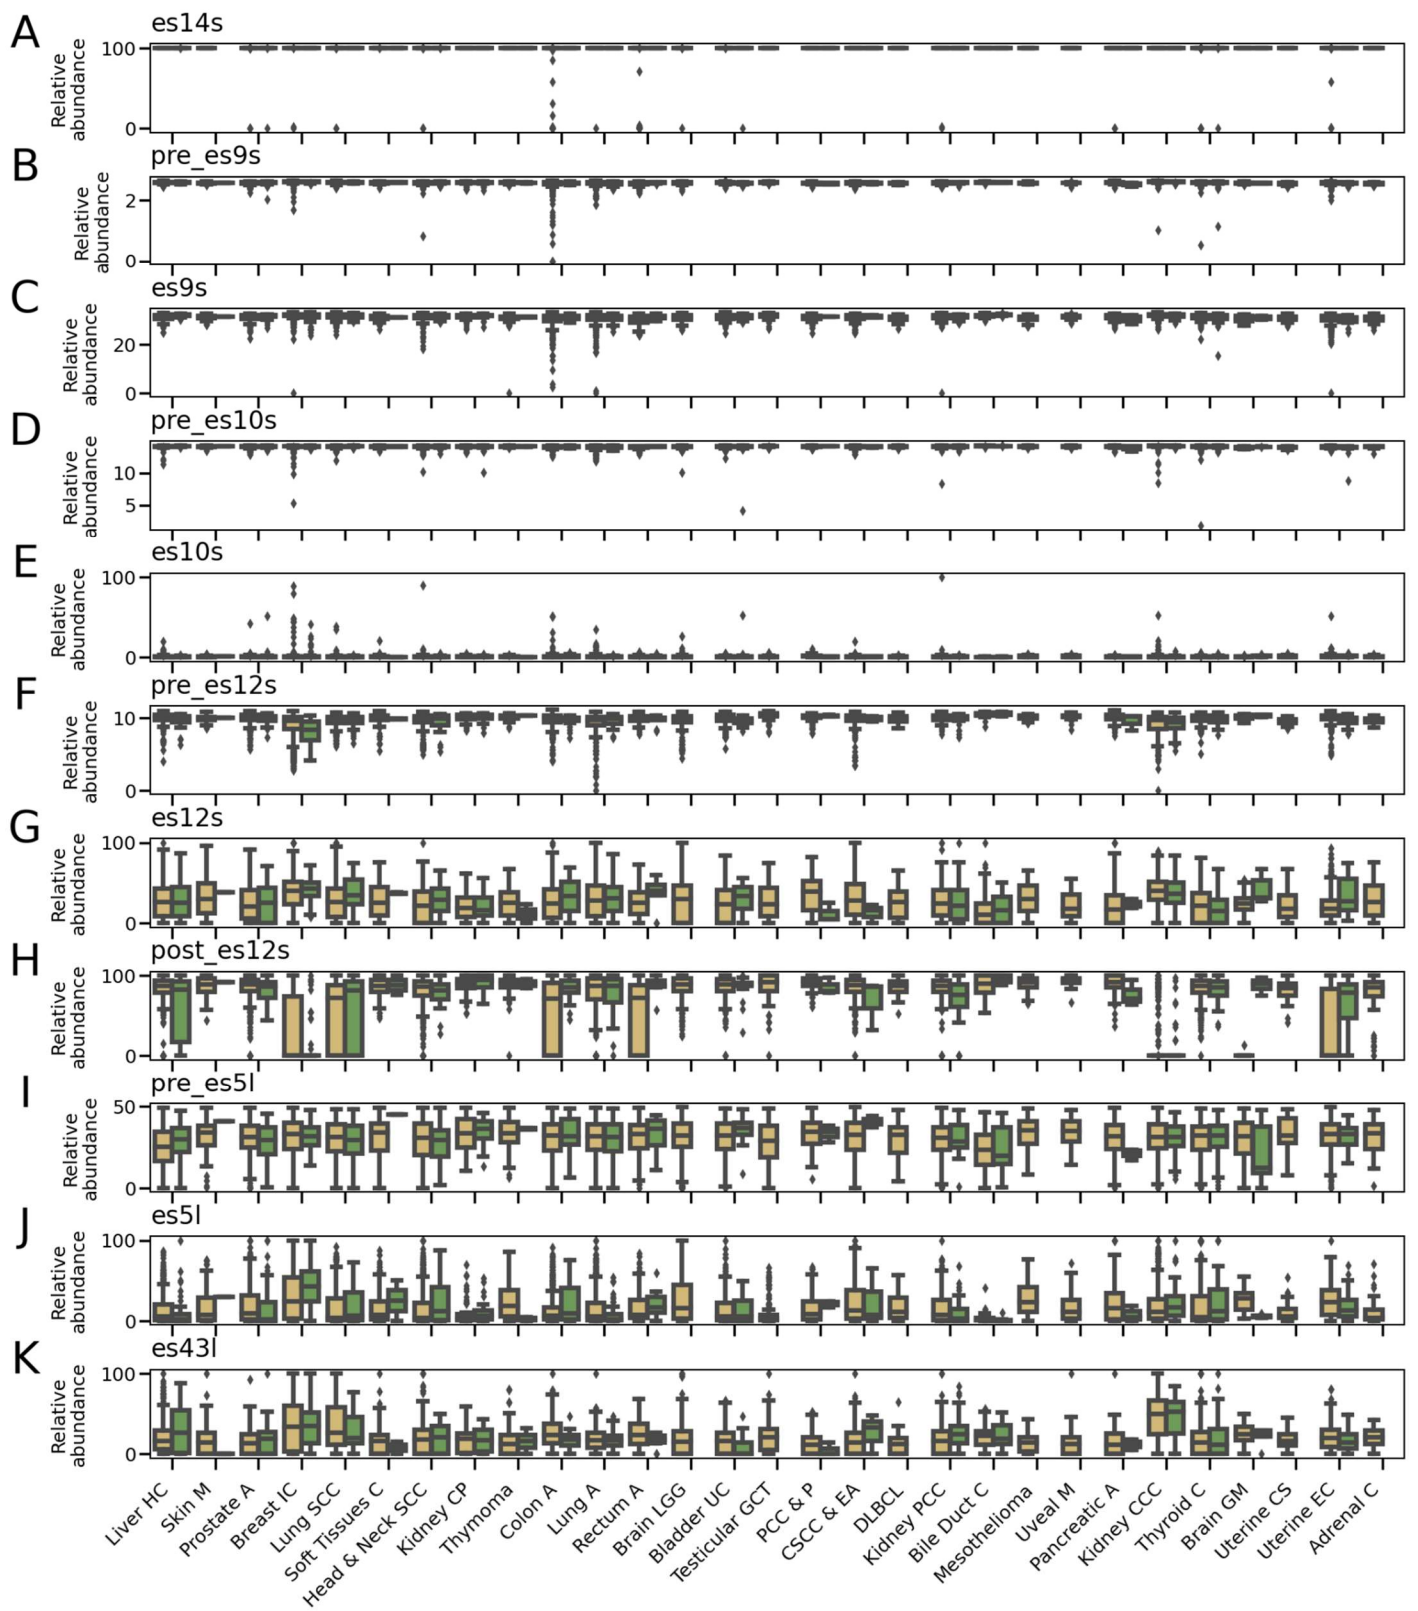 A
es14s
Relative
abundance
100
0
B
pre_es9s
Relative
abundance
2
0
C
es9s
Relative
abundance
20
0
D
pre_es10s
Relative
abundance
10
5
E
es10s
Relative
abundance
100
0
F
pre_es12s
Relative
abundance
10
0
G
es12s
Relative
abundance
100
0
H
post_es12s
Relative
abundance
100
0
I
pre_es5l
Relative
abundance
50
0
J
es5l
Relative
abundance
100
0
K
es43l
Relative
abundance
100
0
Liver HC
Skin M
Prostate A
Breast IC
Lung SCC
Soft Tissues C
Head & Neck SCC
Kidney CP
Thymoma
Colon A
Lung A
Rectum A
Brain LGG
Bladder UC
Testicular GCT
PCC & P
CSCC & EA
DLBCL
Kidney PCC
Bile Duct C
Mesothelioma
Uveal M
Pancreatic A
Kidney CCC
Thyroid C
Brain GM
Uterine CS
Uterine EC
Adrenal C